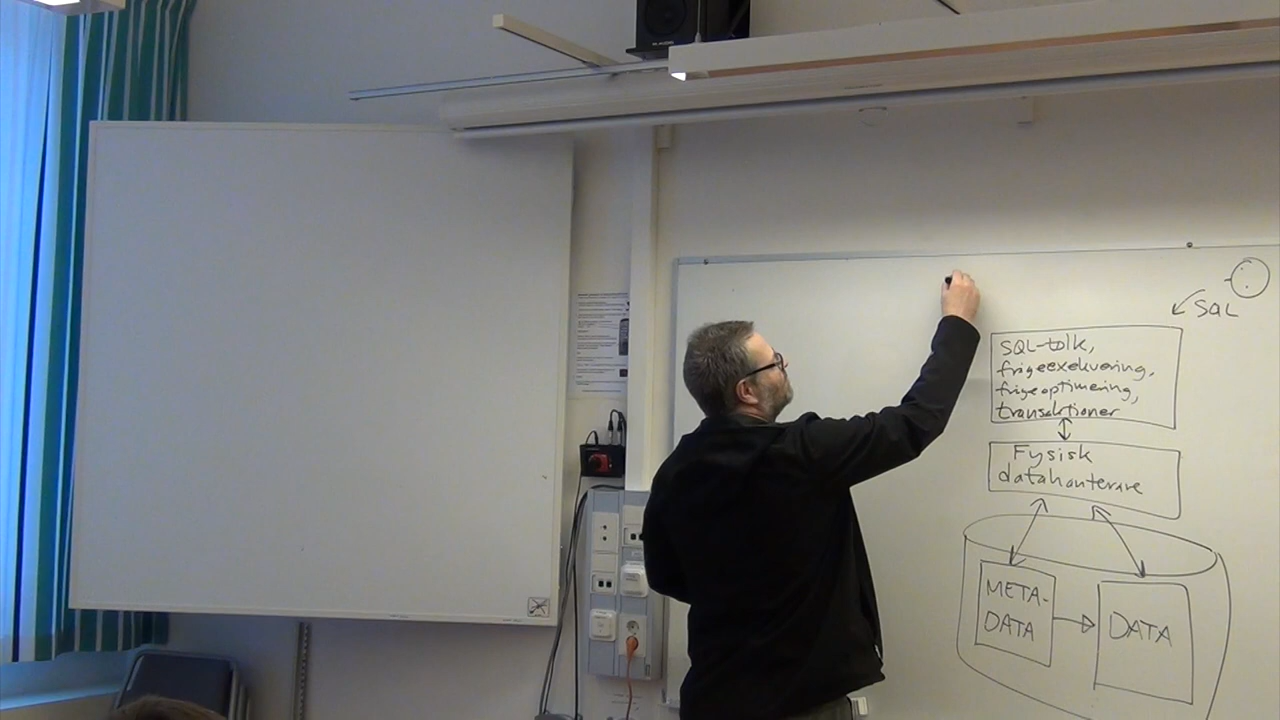 SQL
SQL-tolk,
frågeexekvering,
frågeoptimering,
transaktioner
Fysisk
datahanterare
META-
DATA
DATA